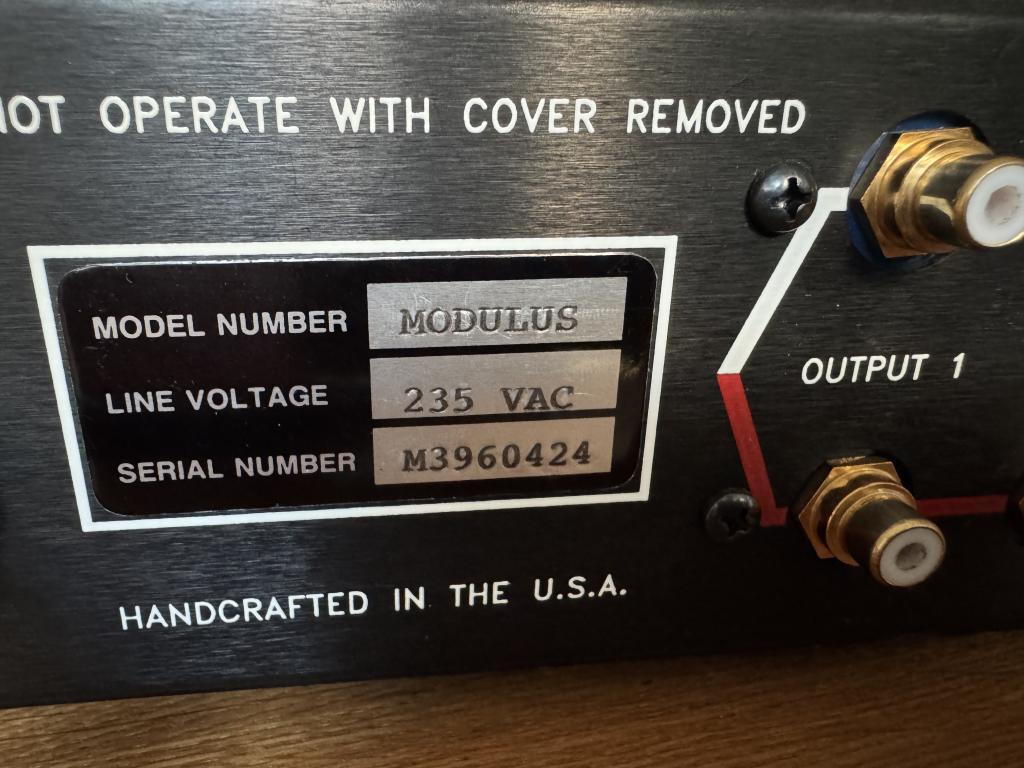 NOT OPERATE WITH COVER REMOVED
MODEL NUMBER MODULUS
LINE VOLTAGE 235 VAC
SERIAL NUMBER M3960424
OUTPUT 1
HANDCRAFTED IN THE U.S.A.